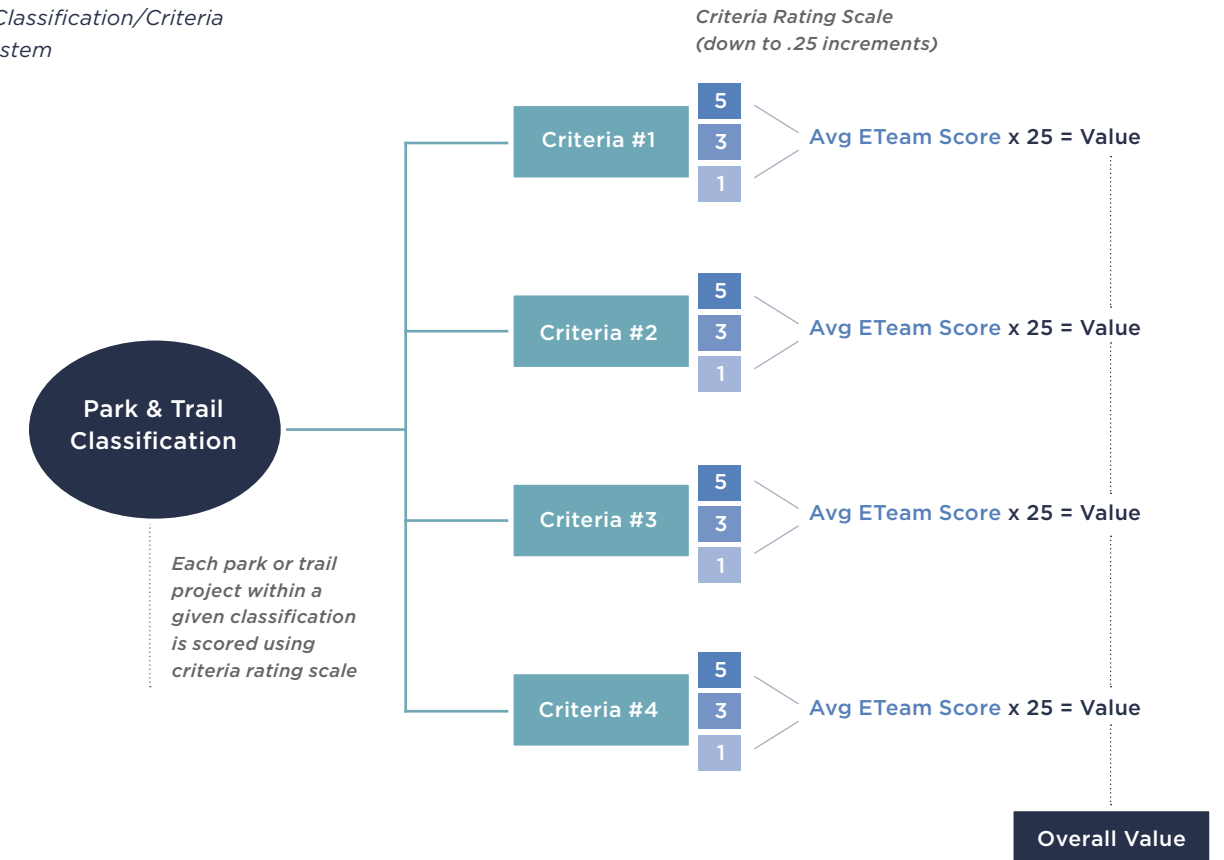 Classification/Criteria
Criteria Rating Scale
(down to .25 increments)
5
Criteria #1
3
Avg ETeam Score x 25 = Value
1
5
Criteria #2
3
Avg ETeam Score x 25 = Value
1
Park & Trail
Classification
Each park or trail
project within a
given classification
is scored using
criteria rating scale
5
Criteria #3
3
Avg ETeam Score x 25 = Value
1
5
Criteria #4
3
Avg ETeam Score x 25 = Value
1
Overall Value